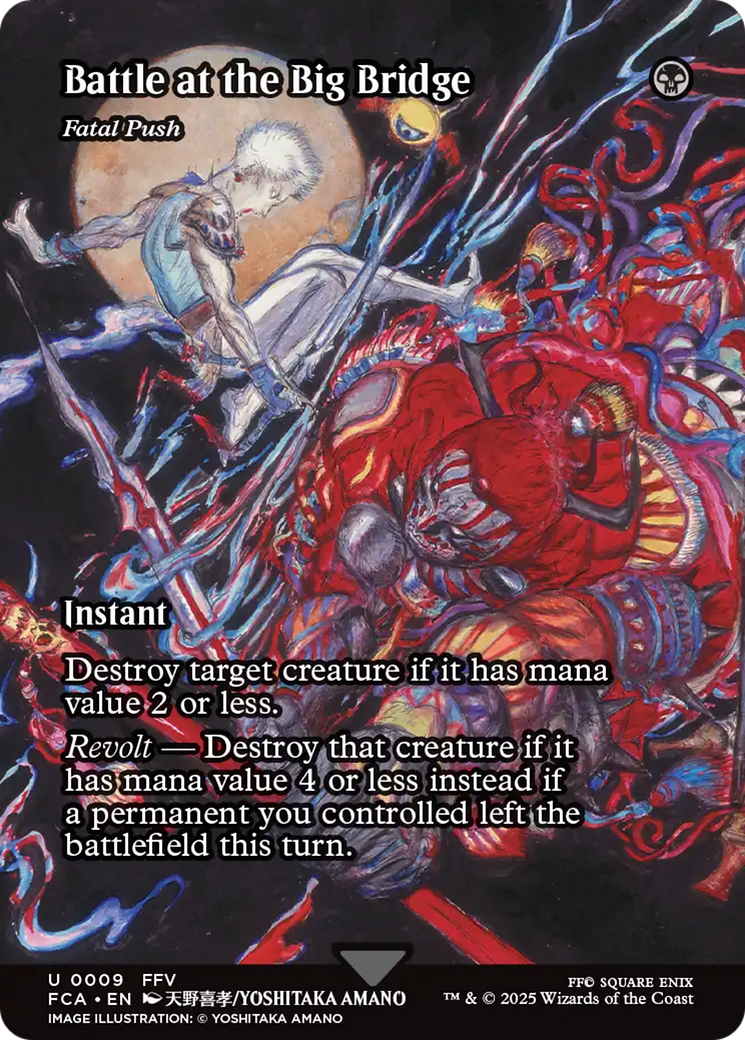 Battle at the Big Bridge
Fatal Push
Instant
Destroy target creature if it has mana
value 2 or less.
Revolt — Destroy that creature if it
has mana value 4 or less instead if
a permanent you controlled left the
battlefield this turn.
U 0009 FFV
FCA • EN 天野喜孝/YOSHITAKA AMANO
IMAGE ILLUSTRATION: © YOSHITAKA AMANO
FF© SQUARE ENIX
™ & © 2025 Wizards of the Coast